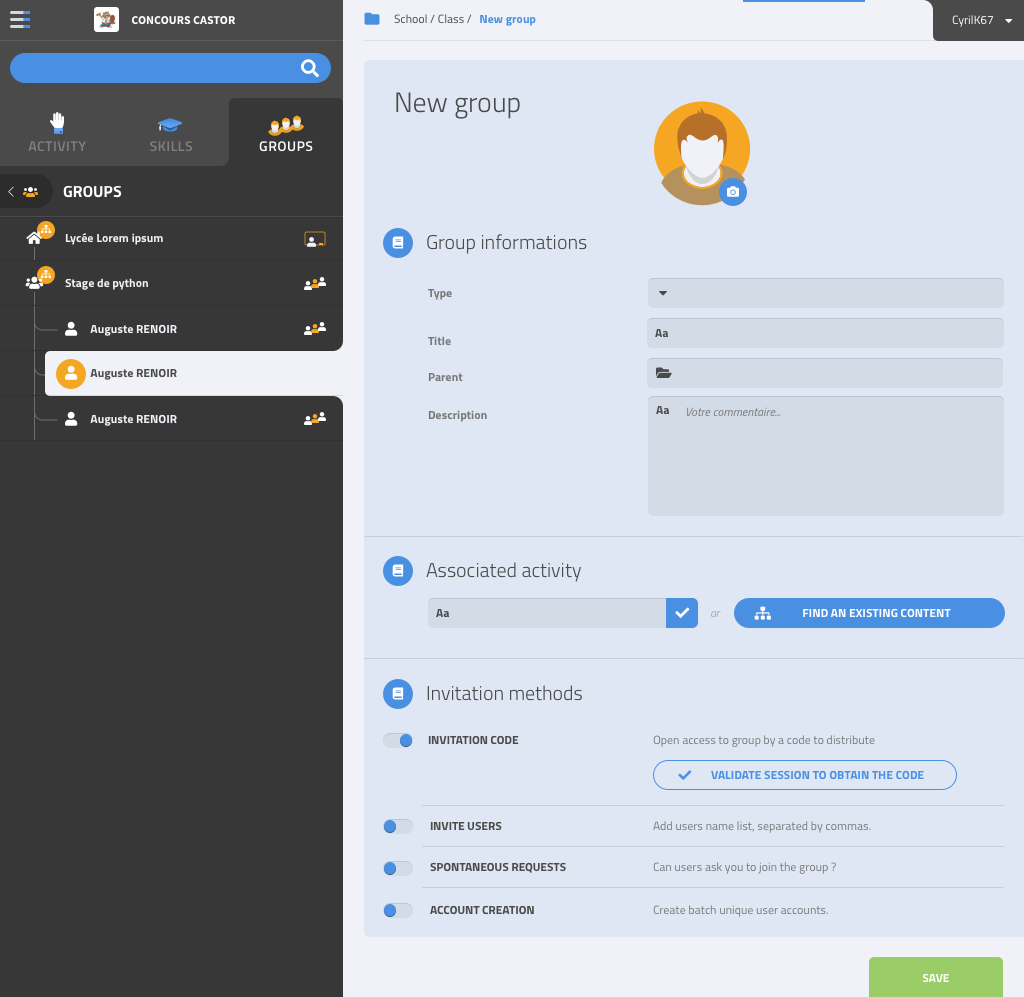 CONCOURS CASTOR
ACTIVITY
SKILLS
GROUPS
GROUPS
Lycée Lorem ipsum
Stage de python
Auguste RENOIR
Auguste RENOIR
Auguste RENOIR
School / Class / New group
CyrilK67
New group
Group informations
Type
Title
Aa
Parent
Description
Aa Votre commentaire...
Associated activity
Aa
or
FIND AN EXISTING CONTENT
Invitation methods
INVITATION CODE
Open access to group by a code to distribute
VALIDATE SESSION TO OBTAIN THE CODE
INVITE USERS
Add users name list, separated by commas.
SPONTANEOUS REQUESTS
Can users ask you to join the group ?
ACCOUNT CREATION
Create batch unique user accounts.
SAVE